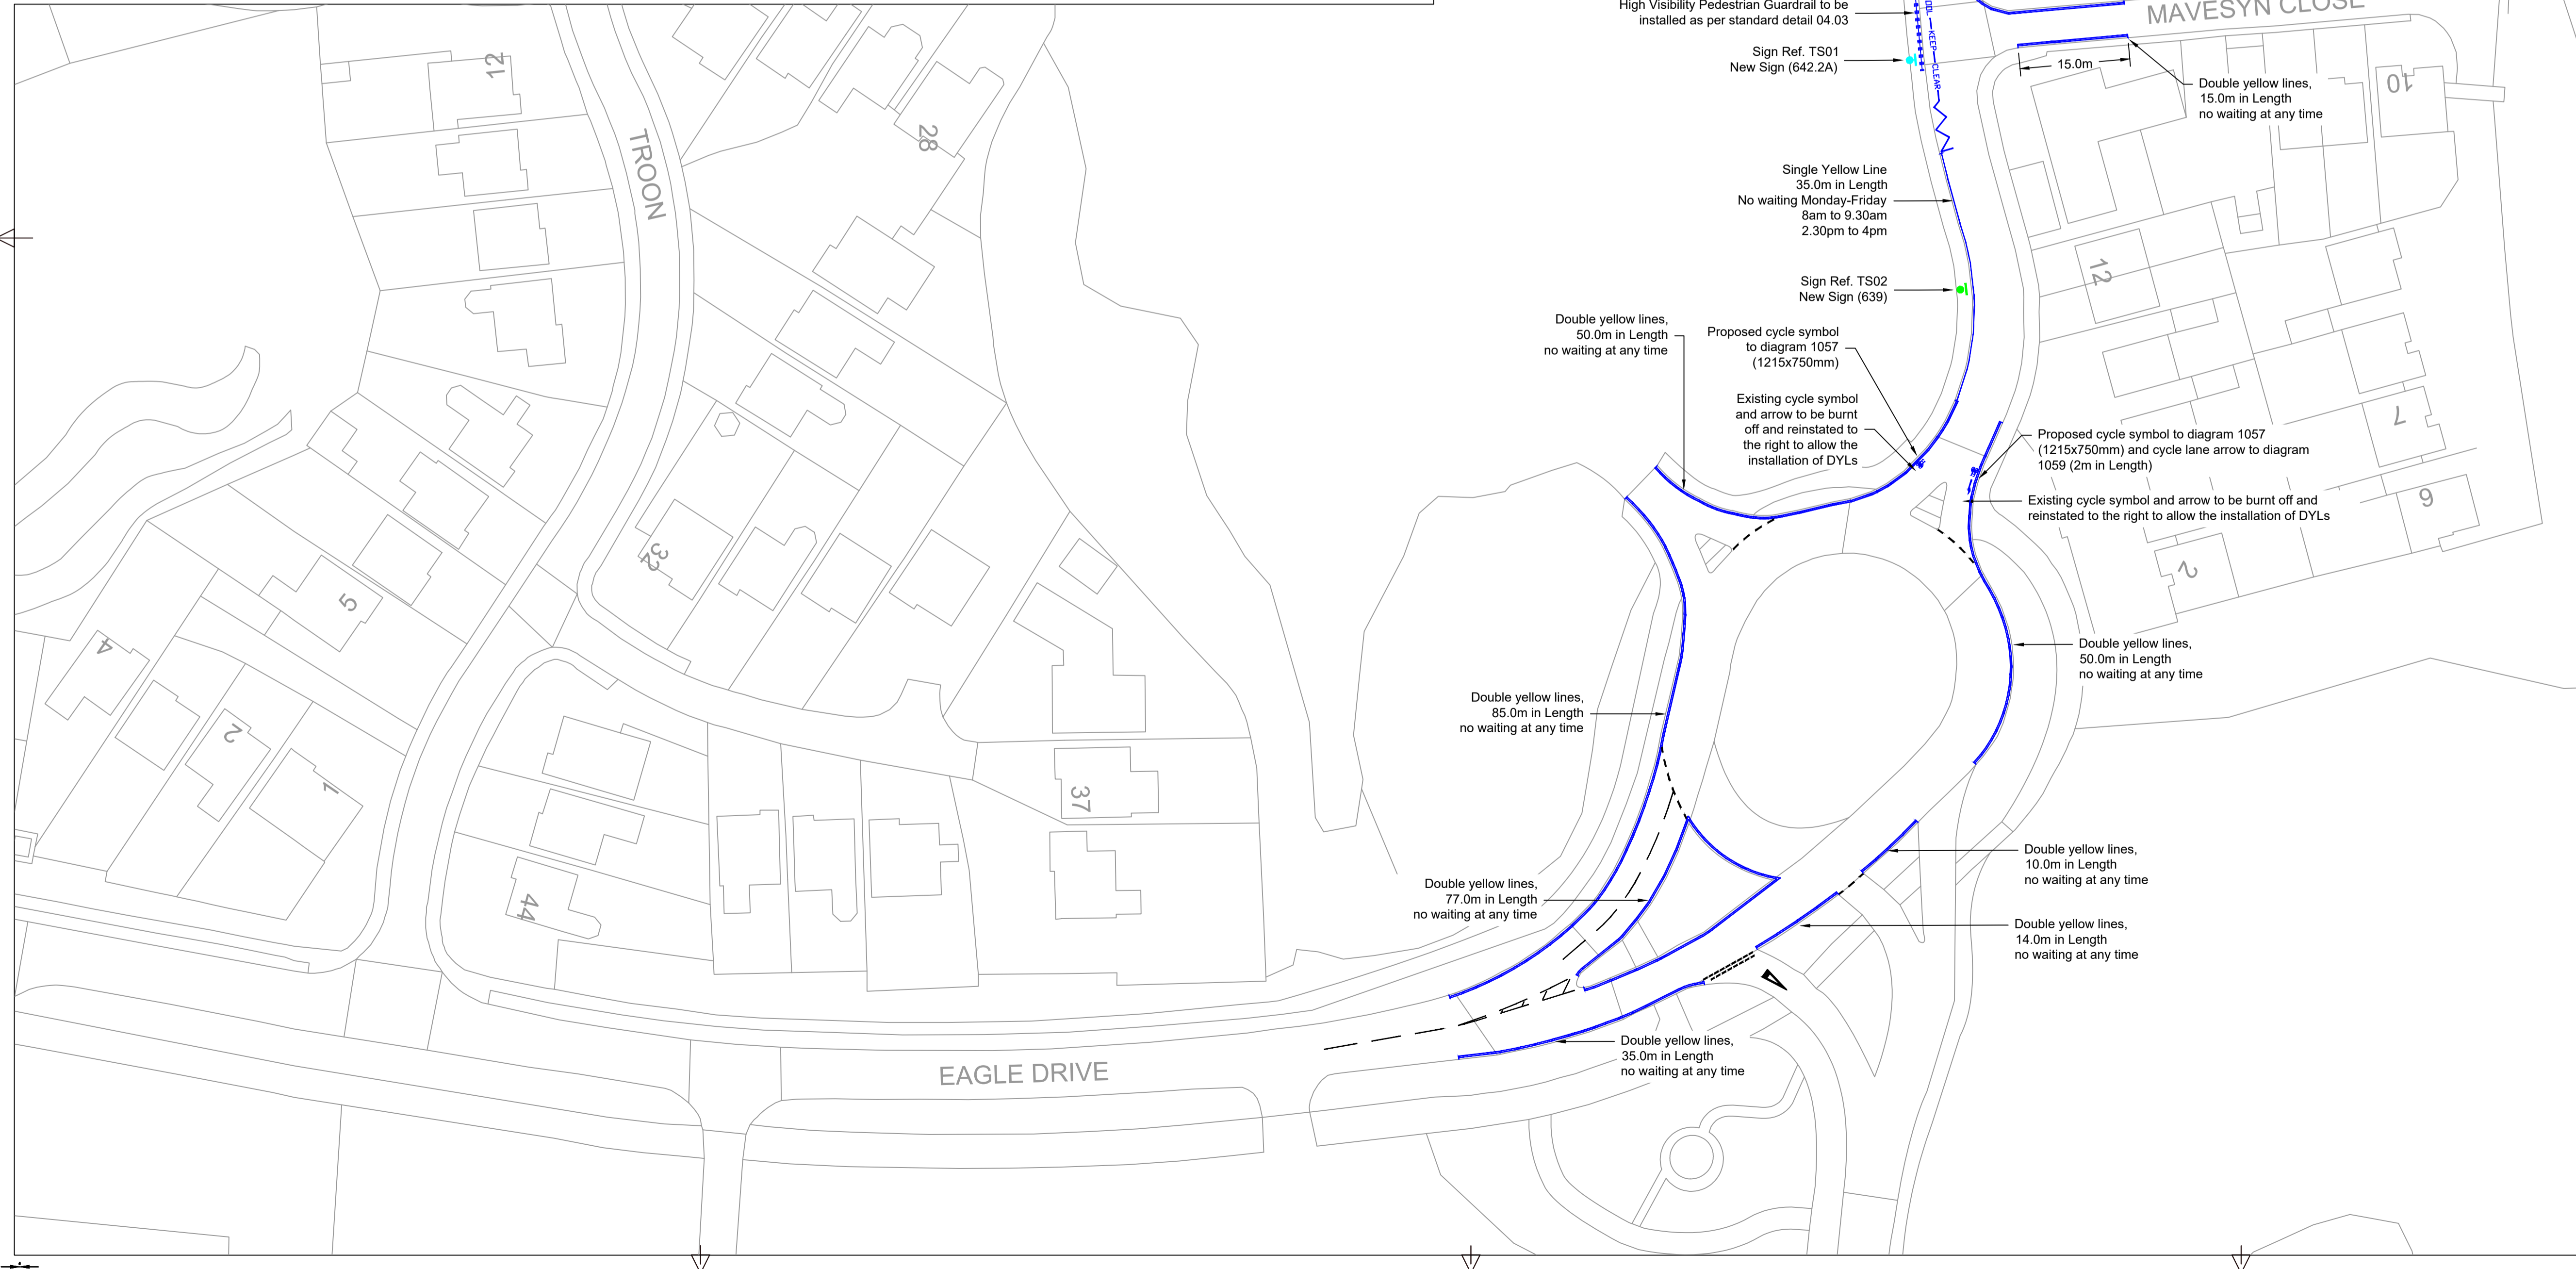 High Visibility Pedestrian Guardrail to be
installed as per standard detail 04.03
MAVESYN CLOSE
KEEP
CLEAR
Sign Ref. TS01
New Sign (642.2A)
15.0m
Double yellow lines,
15.0m in Length
no waiting at any time
10
12
TROON
28
Single Yellow Line
35.0m in Length
No waiting Monday-Friday
8am to 9.30am
2.30pm to 4pm
12
Sign Ref. TS02
New Sign (639)
Double yellow lines,
50.0m in Length
no waiting at any time
Proposed cycle symbol
to diagram 1057
(1215x750mm)
Existing cycle symbol
and arrow to be burnt
off and reinstated to
the right to allow the
installation of DYLs
7
Proposed cycle symbol to diagram 1057
(1215x750mm) and cycle lane arrow to diagram
1059 (2m in Length)
Existing cycle symbol and arrow to be burnt off and
reinstated to the right to allow the installation of DYLs
2
32
5
4
2
1
Double yellow lines,
50.0m in Length
no waiting at any time
Double yellow lines,
85.0m in Length
no waiting at any time
37
44
Double yellow lines,
77.0m in Length
no waiting at any time
Double yellow lines,
10.0m in Length
no waiting at any time
Double yellow lines,
14.0m in Length
no waiting at any time
Double yellow lines,
35.0m in Length
no waiting at any time
EAGLE DRIVE